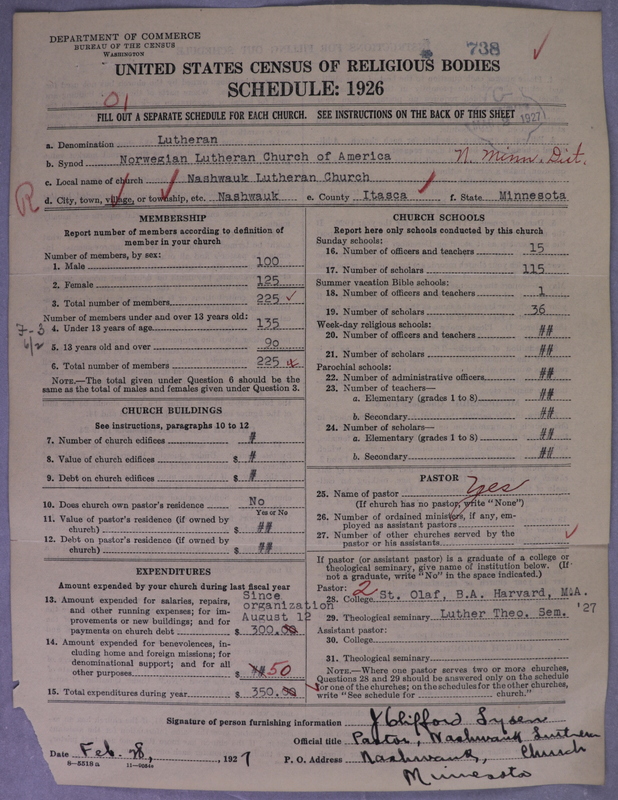 DEPARTMENT OF COMMERCE
BUREAU OF THE CENSUS
WASHINGTON
738
UNITED STATES CENSUS OF RELIGIOUS BODIES
SCHEDULE: 1926
01
1927
FILL OUT A SEPARATE SCHEDULE FOR EACH CHURCH. SEE INSTRUCTIONS ON THE BACK OF THIS SHEET
a. Denomination Lutheran
b. Synod Norwegian Lutheran Church of America N. Minn. Dist.
c. Local name of church Nashwauk Lutheran Church
R d. City, town, village, or township, etc. Nashwauk e. County Itasca f. State Minnesota
MEMBERSHIP
Report number of members according to definition of
member in your church
Number of members, by sex:
1. Male 100
2. Female 125
3. Total number of members 225
Number of members under and over 13 years old:
4. Under 13 years of age 135
5. 13 years old and over 90
6. Total number of members 225
NOTE.—The total given under Question 6 should be
the same as the total of males and females given under Question 3.
CHURCH BUILDINGS
See instructions, paragraphs 10 to 12
7. Number of church edifices #
8. Value of church edifices $ #
9. Debt on church edifices $ #
10. Does church own pastor's residence No
Yes or No
11. Value of pastor's residence (if owned by
church) $ ##
12. Debt on pastor's residence (if owned by
church) $ ##
EXPENDITURES
Amount expended by your church during last fiscal year
13. Amount expended for salaries, repairs,
and other running expenses; for im-
provements or new buildings; and for
payments on church debt $ 300.00
Since
organization
August 12
14. Amount expended for benevolences, in-
cluding home and foreign missions; for
denominational support; and for all
other purposes $ ## 50
15. Total expenditures during year $ 350.00
CHURCH SCHOOLS
Report here only schools conducted by this church
Sunday schools:
16. Number of officers and teachers 15
17. Number of scholars 115
Summer vacation Bible schools:
18. Number of officers and teachers 1
19. Number of scholars 36
Week-day religious schools:
20. Number of officers and teachers ##
21. Number of scholars ##
Parochial schools:
22. Number of administrative officers ##
23. Number of teachers—
a. Elementary (grades 1 to 8) ##
b. Secondary ##
24. Number of scholars—
a. Elementary (grades 1 to 8) ##
b. Secondary ##
PASTOR
25. Name of pastor Yes
(If church has no pastor, write "None")
26. Number of ordained ministers, if any, em-
ployed as assistant pastors
27. Number of other churches served by the
pastor or his assistants
If pastor (or assistant pastor) is a graduate of a college or
theological seminary, give name of institution below. (If
not a graduate, write "No" in the space indicated.)
Pastor: 2
28. College St. Olaf, B.A. Harvard, M.A.
29. Theological seminary Luther Theo. Sem. '27
Assistant pastor:
30. College
31. Theological seminary
NOTE.—Where one pastor serves two or more churches,
Questions 28 and 29 should be answered only on the schedule
for one of the churches; on the schedules for the other churches,
write "See schedule for church."
Signature of person furnishing information J Clifford Lysen
Official title Pastor, Nashwauk Lutheran Church
Date Feb. 28, 1927 P. O. Address Nashwauk,
Minnesota
8-5518 a